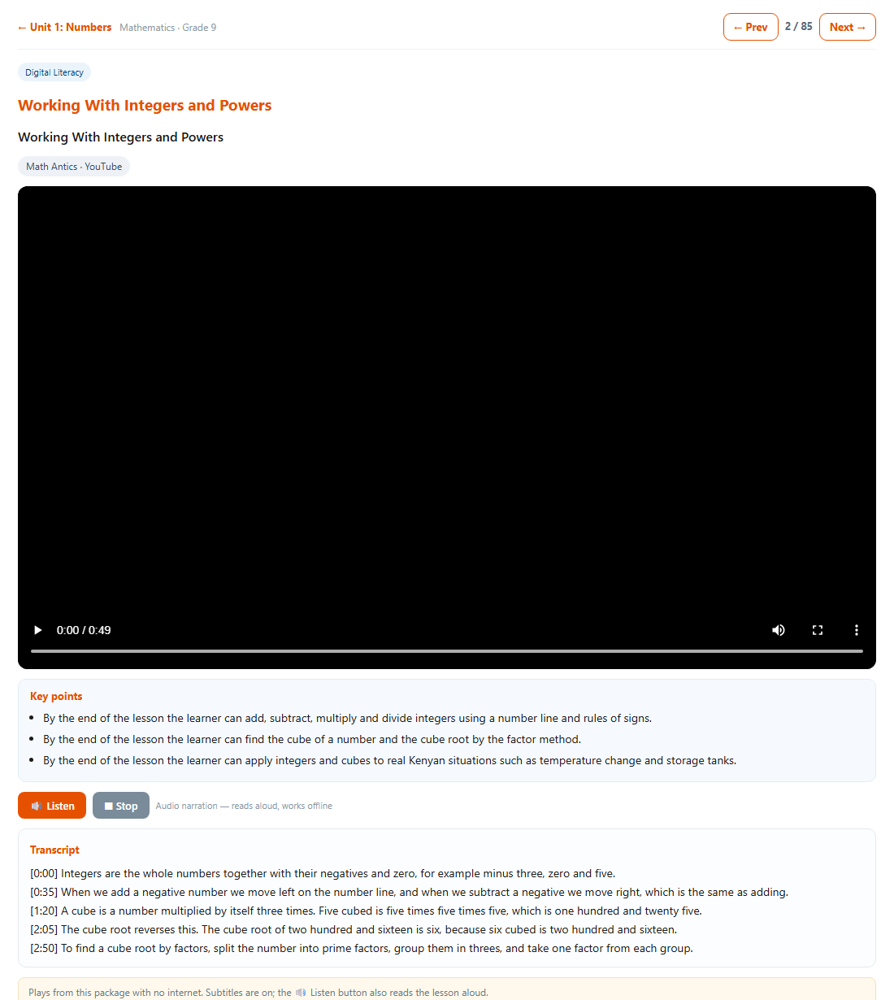 ← Unit 1: Numbers Mathematics · Grade 9
← Prev 2 / 85 Next →
Digital Literacy
Working With Integers and Powers
Working With Integers and Powers
Math Antics · YouTube
0:00 / 0:49
Key points
• By the end of the lesson the learner can add, subtract, multiply and divide integers using a number line and rules of signs.
• By the end of the lesson the learner can find the cube of a number and the cube root by the factor method.
• By the end of the lesson the learner can apply integers and cubes to real Kenyan situations such as temperature change and storage tanks.
🔊 Listen ■ Stop Audio narration — reads aloud, works offline
Transcript
[0:00] Integers are the whole numbers together with their negatives and zero, for example minus three, zero and five.
[0:35] When we add a negative number we move left on the number line, and when we subtract a negative we move right, which is the same as adding.
[1:20] A cube is a number multiplied by itself three times. Five cubed is five times five times five, which is one hundred and twenty five.
[2:05] The cube root reverses this. The cube root of two hundred and sixteen is six, because six cubed is two hundred and sixteen.
[2:50] To find a cube root by factors, split the number into prime factors, group them in threes, and take one factor from each group.
Plays from this package with no internet. Subtitles are on; the 🔊 Listen button also reads the lesson aloud.